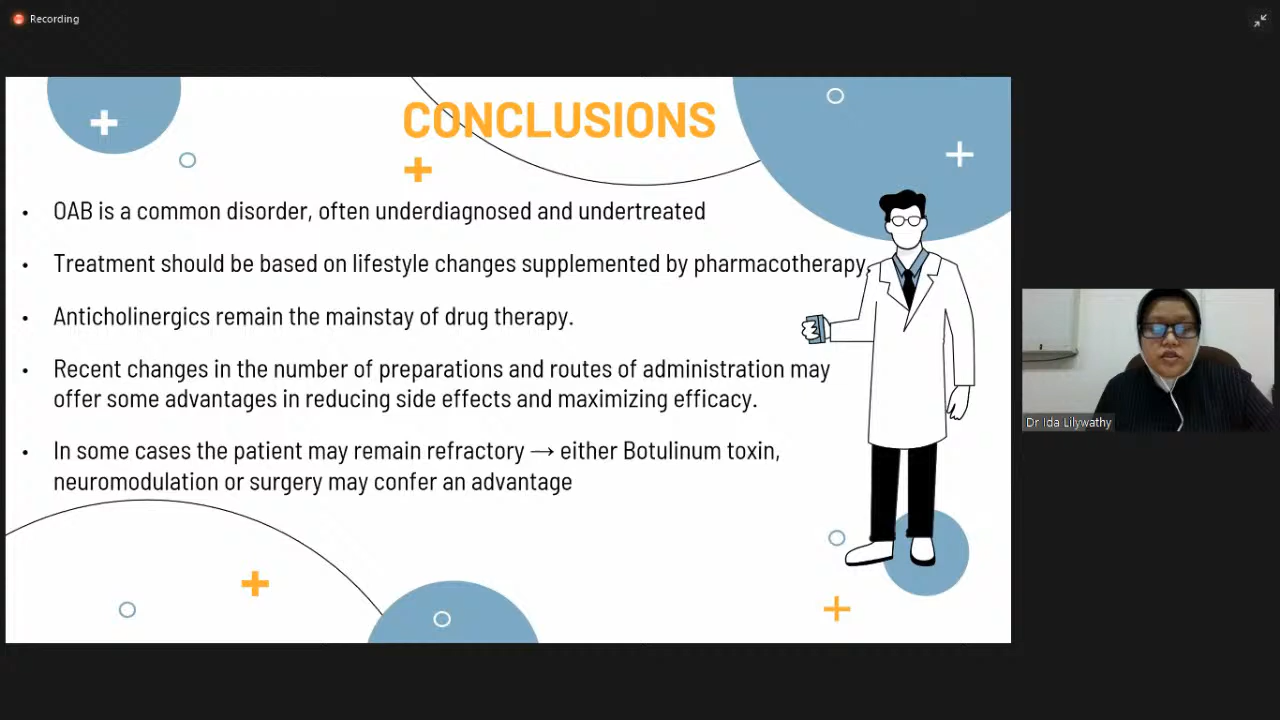 Recording
CONCLUSIONS
• OAB is a common disorder, often underdiagnosed and undertreated
• Treatment should be based on lifestyle changes supplemented by pharmacotherapy.
• Anticholinergics remain the mainstay of drug therapy.
• Recent changes in the number of preparations and routes of administration may
offer some advantages in reducing side effects and maximizing efficacy.
• In some cases the patient may remain refractory → either Botulinum toxin,
neuromodulation or surgery may confer an advantage
Dr Ida Lilywathy